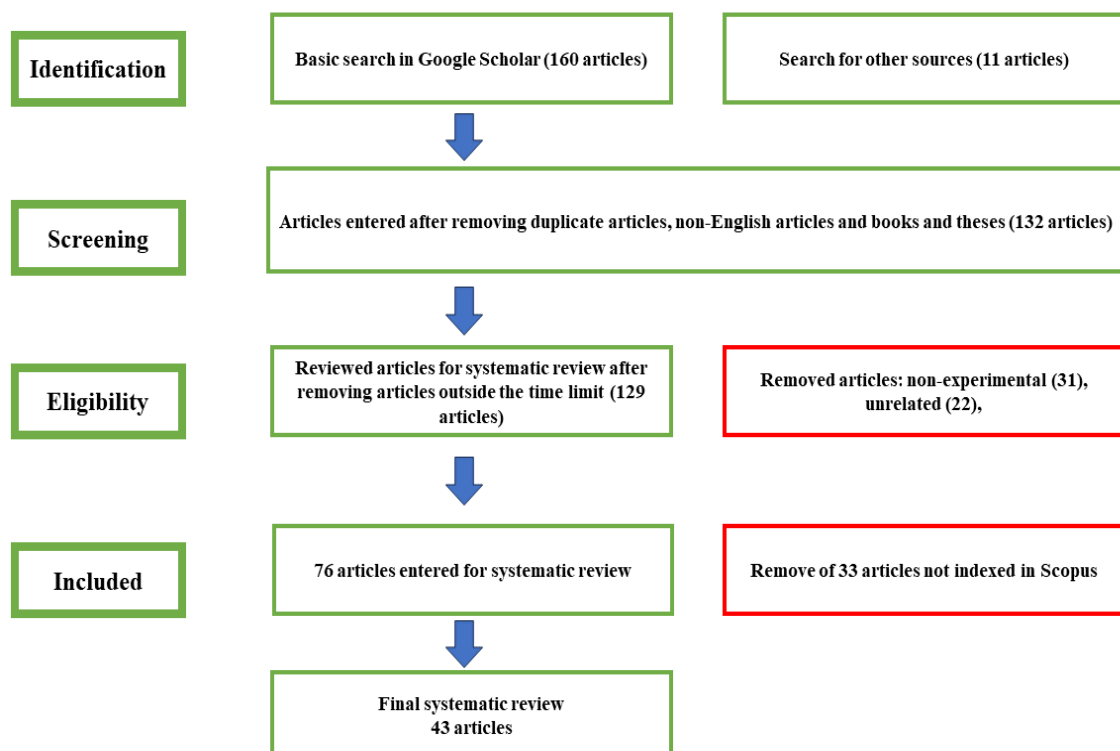 Identification
Basic search in Google Scholar (160 articles)
Search for other sources (11 articles)
Screening
Articles entered after removing duplicate articles, non-English articles and books and theses (132 articles)
Eligibility
Reviewed articles for systematic review after
removing articles outside the time limit (129
articles)
Removed articles: non-experimental (31),
unrelated (22),
Included
76 articles entered for systematic review
Remove of 33 articles not indexed in Scopus
Final systematic review
43 articles